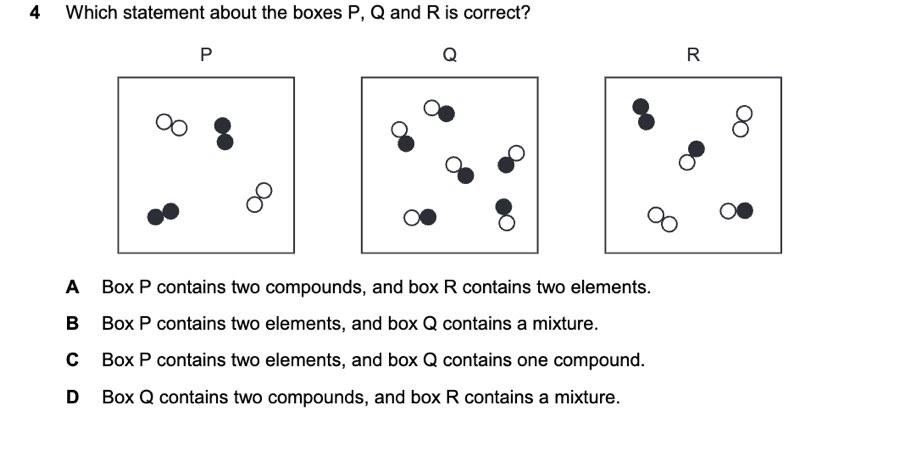 4 Which statement about the boxes P, Q and R is correct?
P Q R
A Box P contains two compounds, and box R contains two elements.
B Box P contains two elements, and box Q contains a mixture.
C Box P contains two elements, and box Q contains one compound.
D Box Q contains two compounds, and box R contains a mixture.